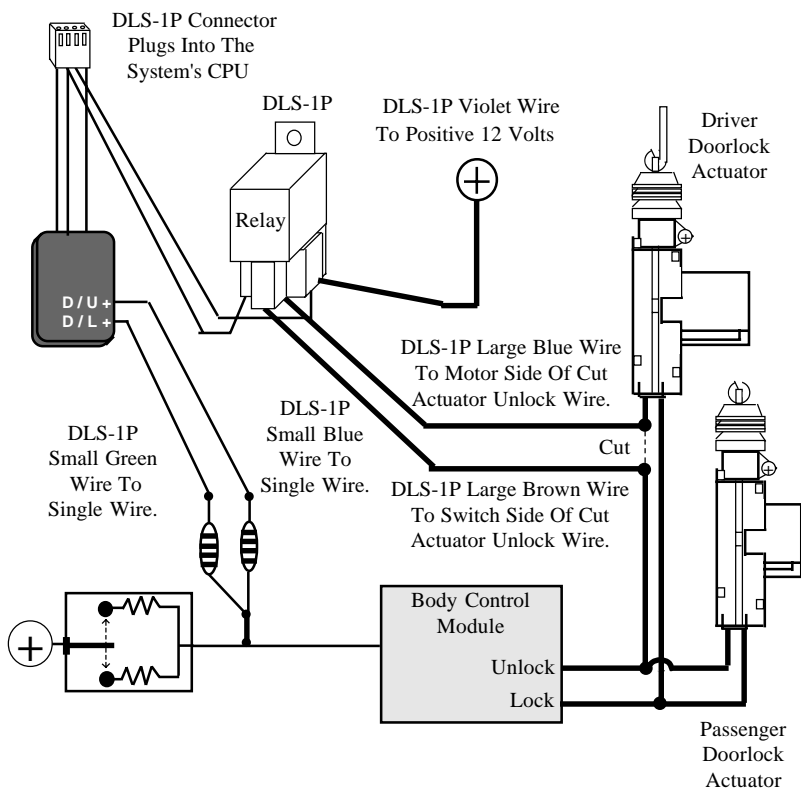 DLS-1P Connector
Plugs Into The
System's CPU
DLS-1P
DLS-1P Violet Wire
To Positive 12 Volts
Driver
Doorlock
Actuator
Relay
D / U +
D / L +
DLS-1P Large Blue Wire
To Motor Side Of Cut
Actuator Unlock Wire.
DLS-1P
Small Green
Wire To
Single Wire.
DLS-1P
Small Blue
Wire To
Single Wire.
Cut
DLS-1P Large Brown Wire
To Switch Side Of Cut
Actuator Unlock Wire.
Body Control
Module
Unlock
Lock
Passenger
Doorlock
Actuator